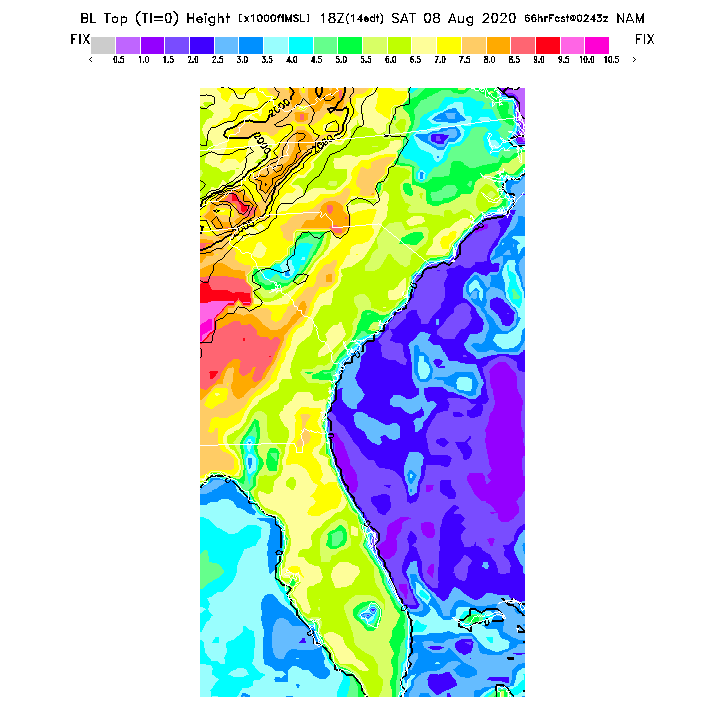 BL Top (TI=0) Height [x1000ftMSL] 18Z(14edt) SAT 08 Aug 2020 66hrFcst@0243z NAM
FIX FIX
< 0.5 1.0 1.5 2.0 2.5 3.0 3.5 4.0 4.5 5.0 5.5 6.0 6.5 7.0 7.5 8.0 8.5 9.0 9.5 10.0 10.5 >
2000
2000
2000